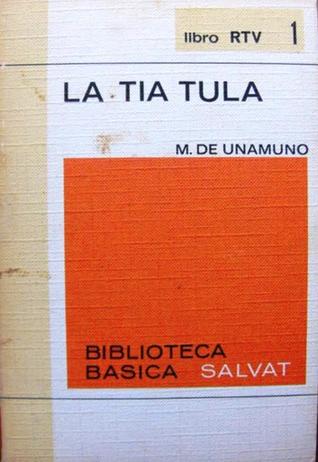 libro RTV 1
LA TIA TULA
M. DE UNAMUNO
BIBLIOTECA
BASICA SALVAT